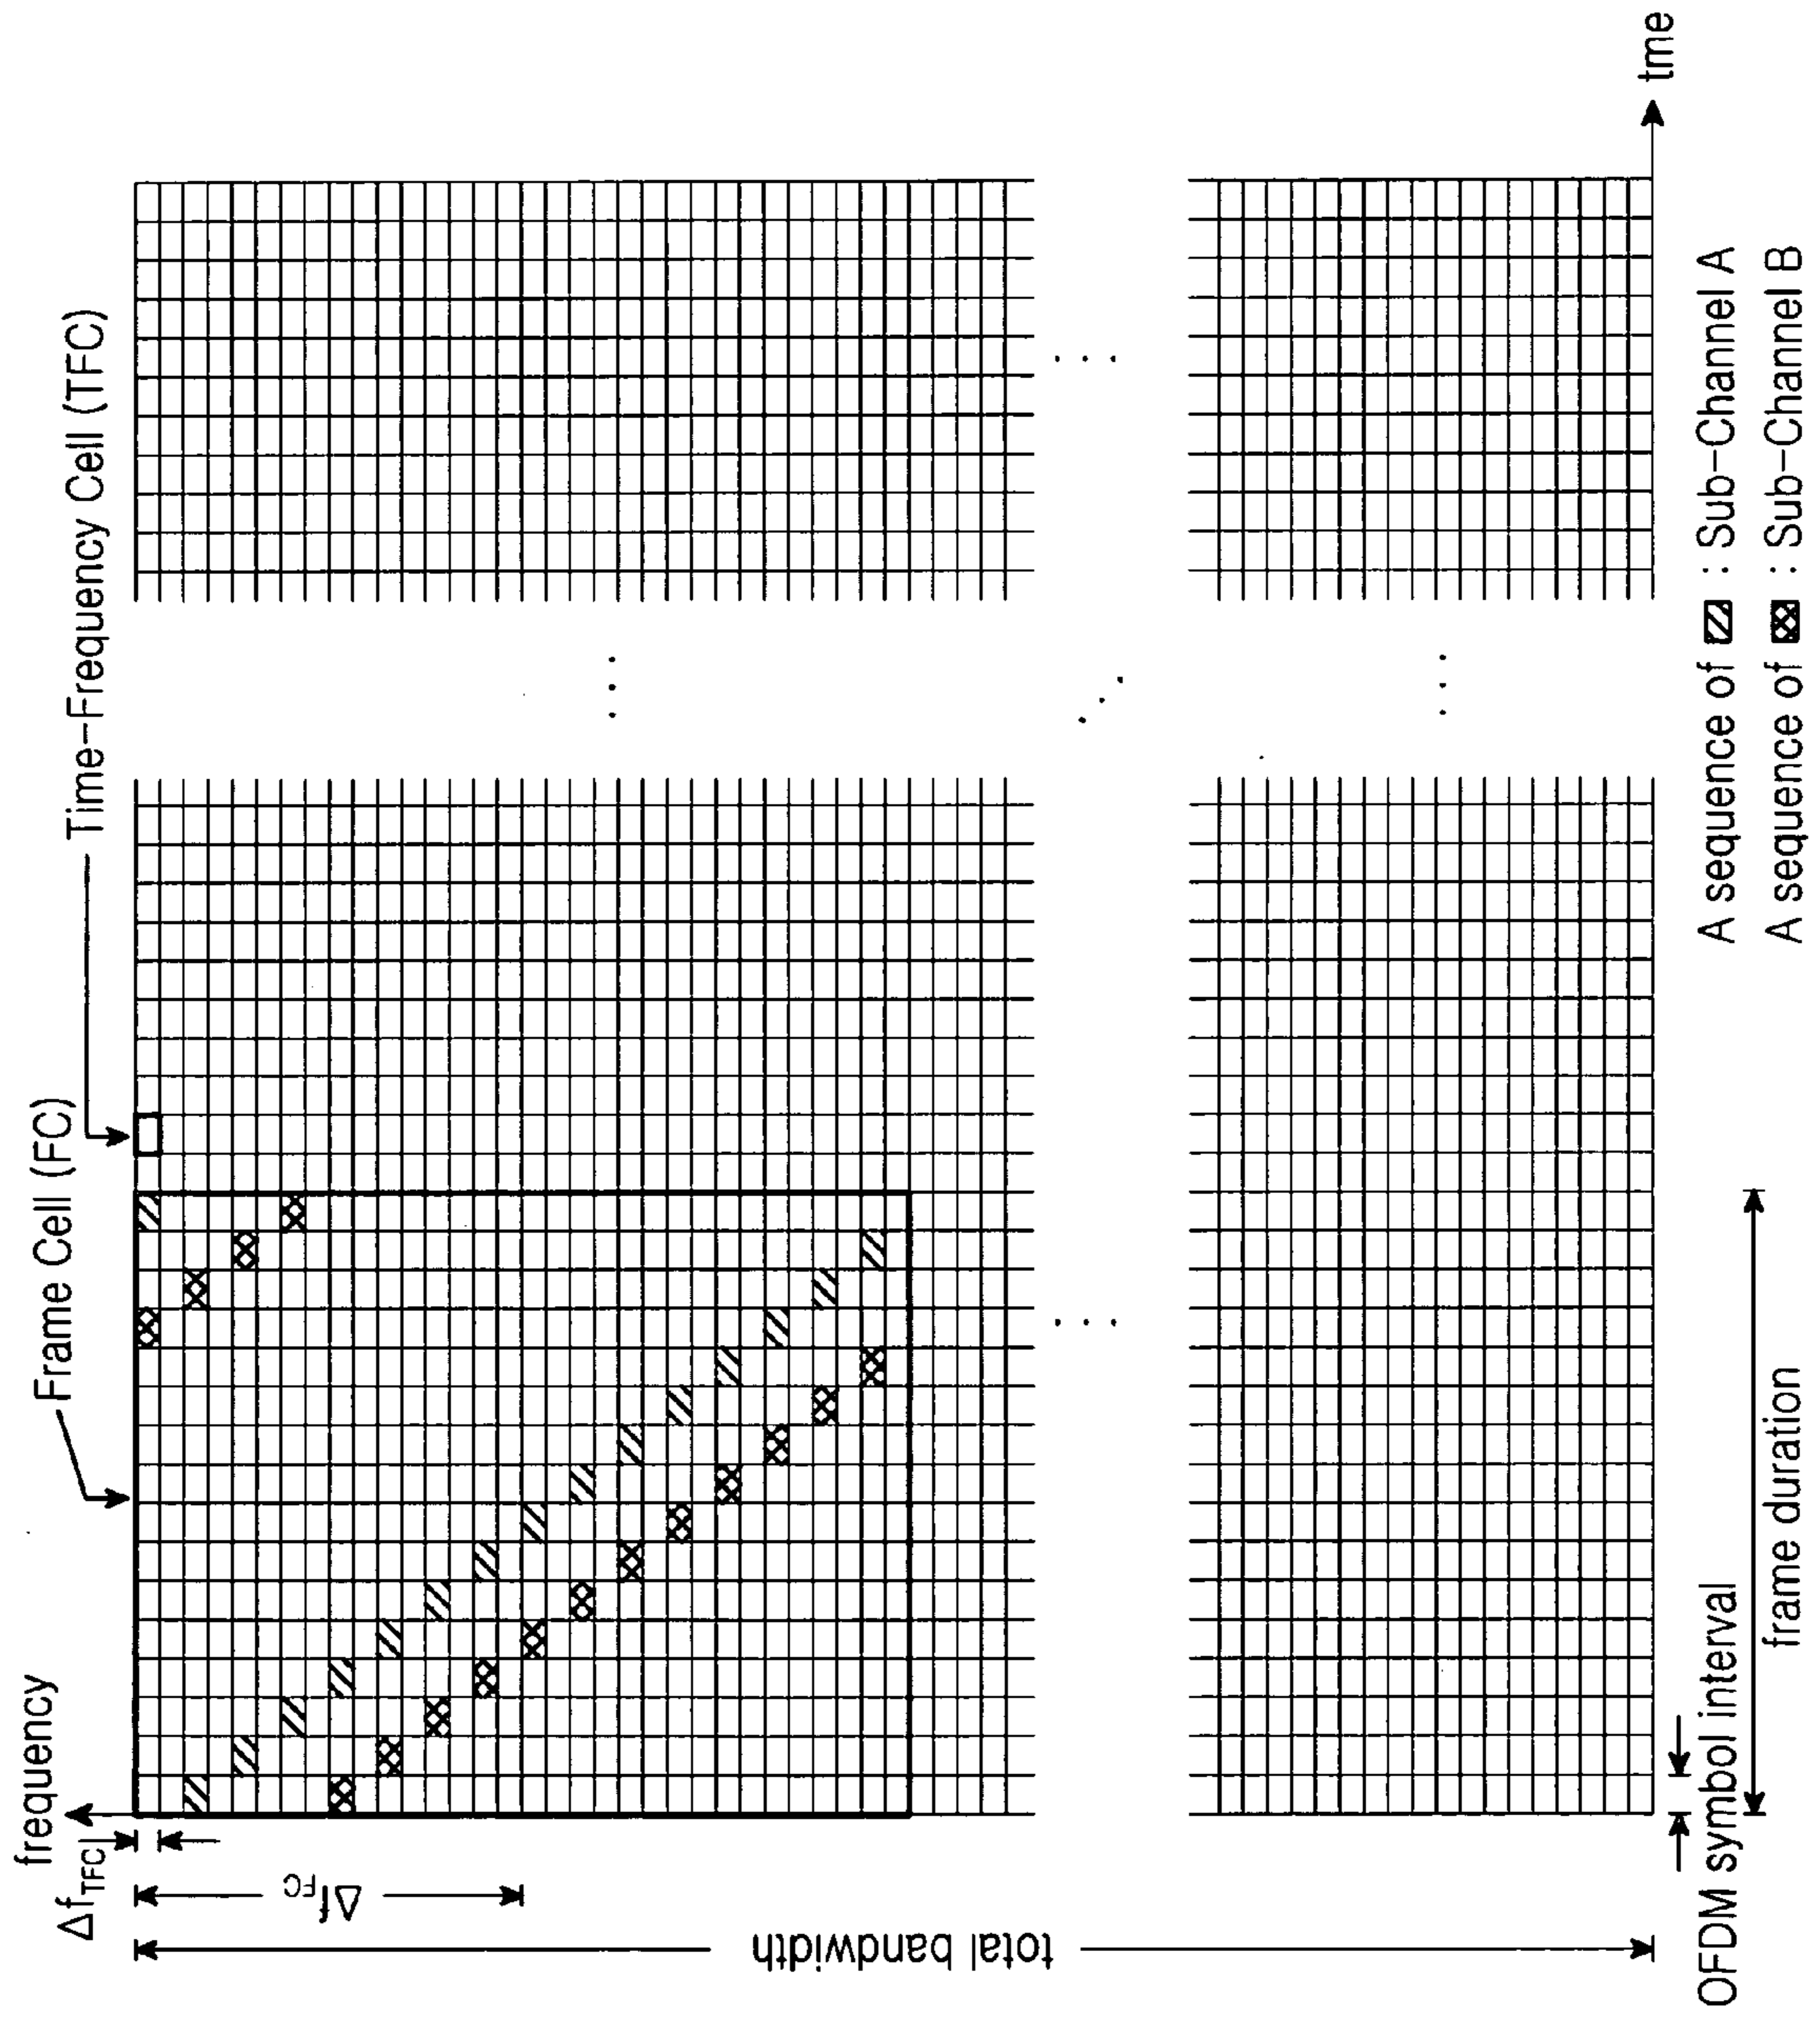 frequency
Δf_TFC
Δf_FC
total bandwidth
Frame Cell (FC)
Time-Frequency Cell (TFC)
tme
OFDM symbol interval
frame duration
A sequence of : Sub-Channel A
A sequence of : Sub-Channel B